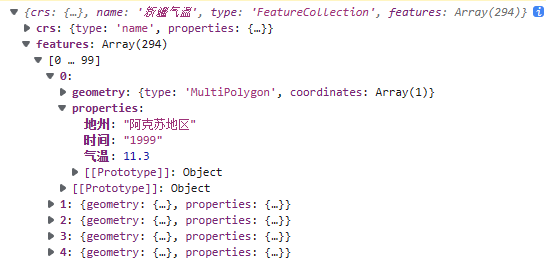 {crs: {…}, name: '新疆气温', type: 'FeatureCollection', features: Array(294)}
crs: {type: 'name', properties: {…}}
features: Array(294)
[0 … 99]
0:
geometry: {type: 'MultiPolygon', coordinates: Array(1)}
properties:
地州: "阿克苏地区"
时间: "1999"
气温: 11.3
[[Prototype]]: Object
[[Prototype]]: Object
1: {geometry: {…}, properties: {…}}
2: {geometry: {…}, properties: {…}}
3: {geometry: {…}, properties: {…}}
4: {geometry: {…}, properties: {…}}